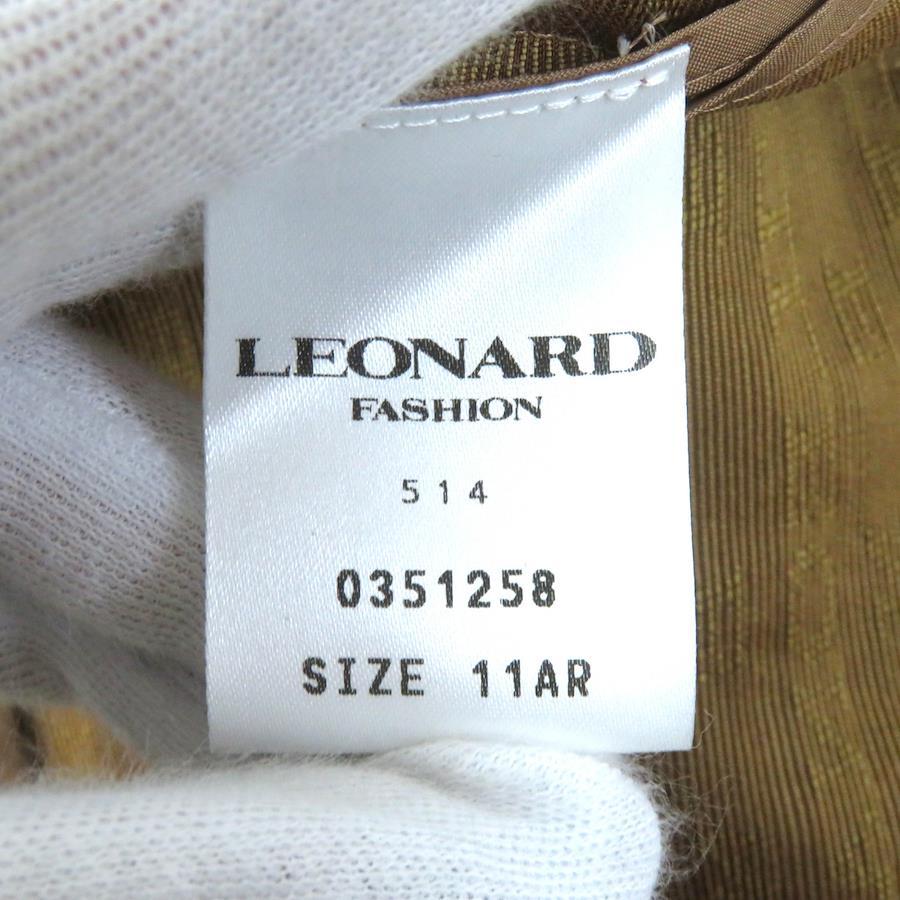 LEONARD
FASHION
514
0351258
SIZE 11AR